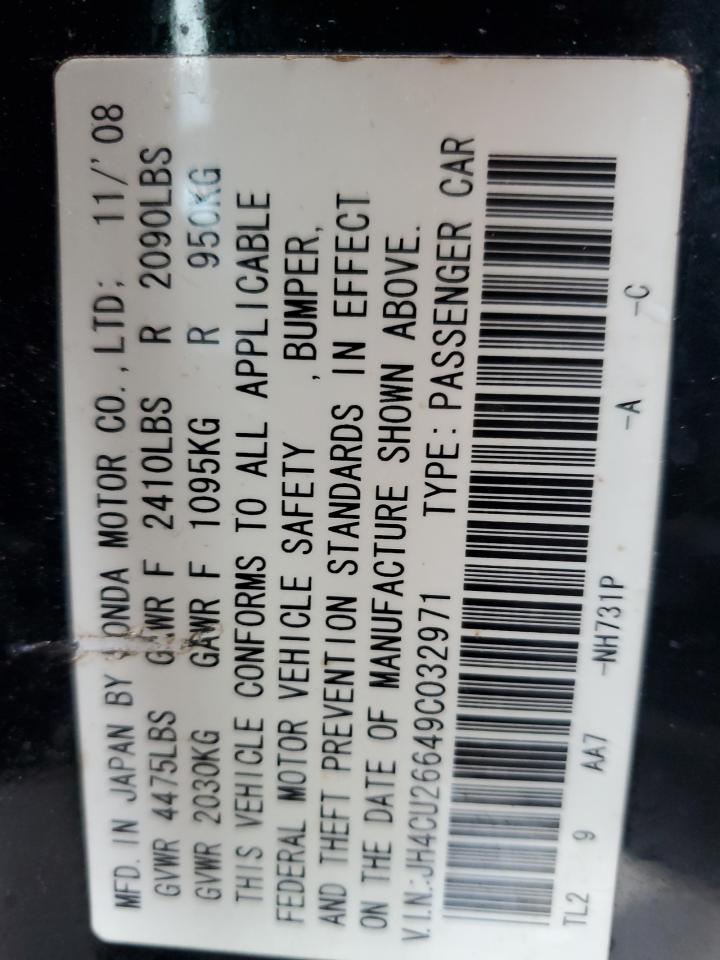 MFD. IN JAPAN BY HONDA MOTOR CO., LTD; 11/'08
GVWR 4475LBS GAWR F 2410LBS R 2090LBS
GVWR 2030KG GAWR F 1095KG R 950KG
THIS VEHICLE CONFORMS TO ALL APPLICABLE
FEDERAL MOTOR VEHICLE SAFETY , BUMPER,
AND THEFT PREVENTION STANDARDS IN EFFECT
ON THE DATE OF MANUFACTURE SHOWN ABOVE.
V.I.N.:JH4CU26649C032971 TYPE:PASSENGER CAR
TL2 9 AA7 -NH731P -A -C